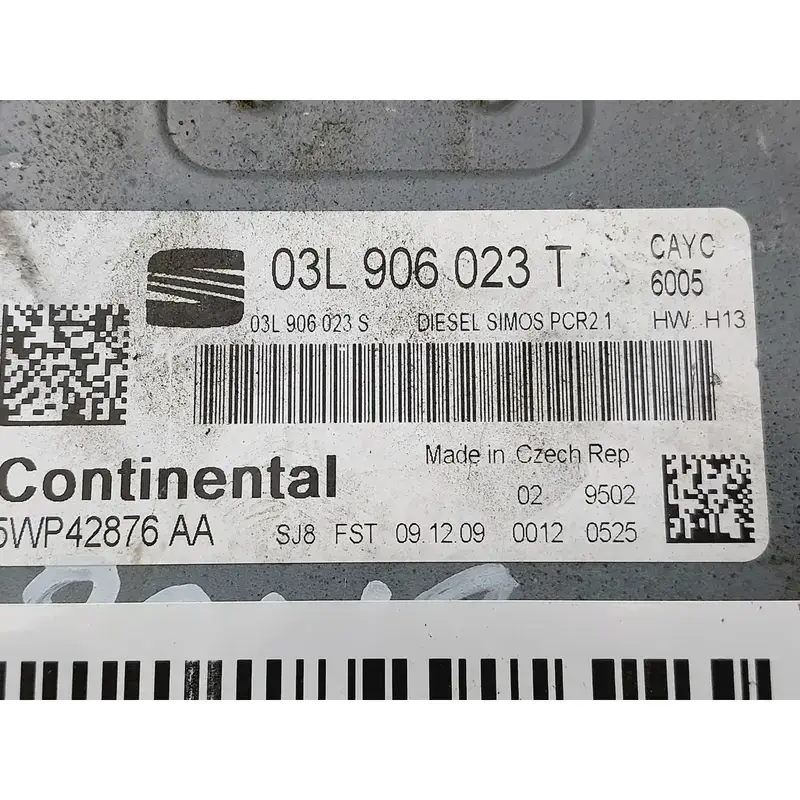 03L 906 023 T
CAYC
6005
03L 906 023 S DIESEL SIMOS PCR2.1 HW H13
Continental
Made in Czech Rep
02 9502
5WP42876 AA SJ8 FST 09.12.09 0012 0525